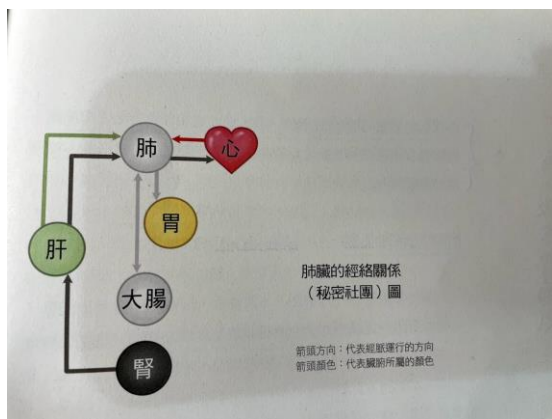 肺
心
胃
肝
大腸
腎
肺臟的經絡關係
（秘密社團）圖
箭頭方向：代表經脈運行的方向
箭頭顏色：代表臟腑所屬的顏色